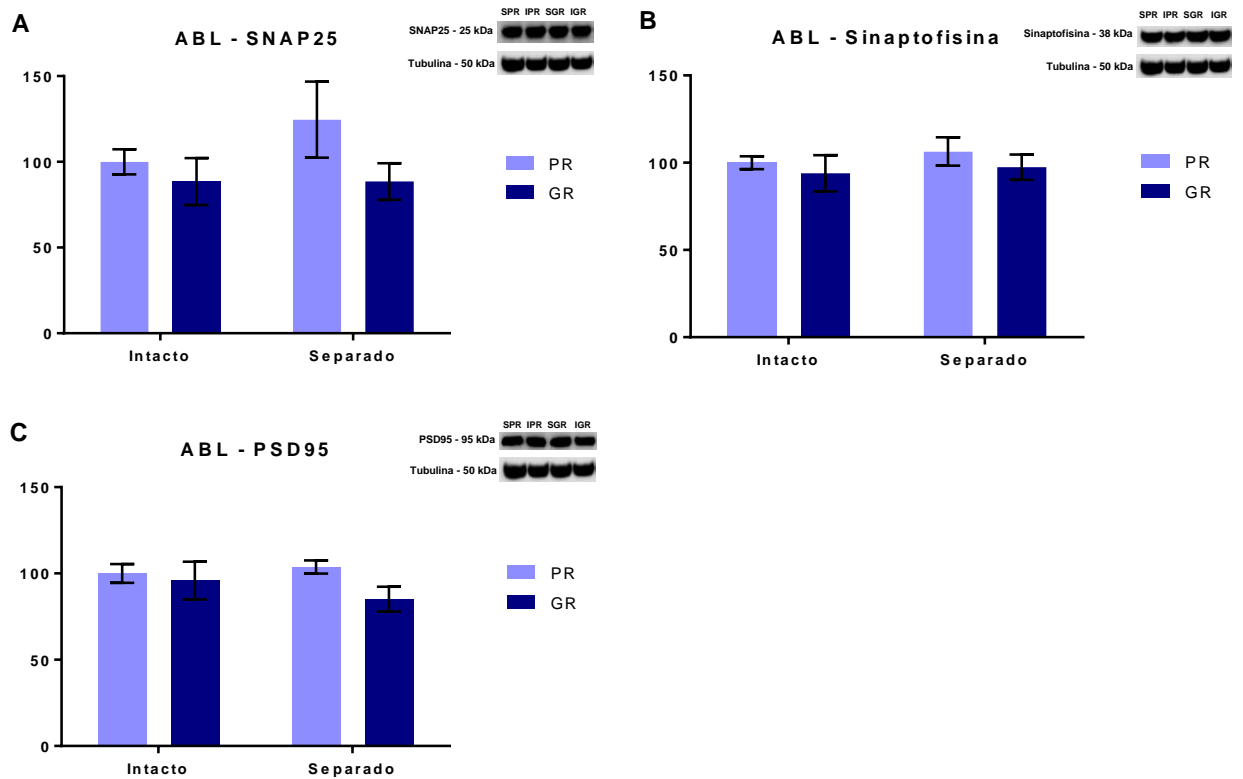 A
ABL - SNAP25
SPR IPR SGR IGR
SNAP25 - 25 kDa
Tubulina - 50 kDa
150
100
50
0
Intacto
Separado
PR
GR
B
ABL - Sinaptofisina
SPR IPR SGR IGR
Sinaptofisina - 38 kDa
Tubulina - 50 kDa
150
100
50
0
Intacto
Separado
PR
GR
C
ABL - PSD95
SPR IPR SGR IGR
PSD95 - 95 kDa
Tubulina - 50 kDa
150
100
50
0
Intacto
Separado
PR
GR